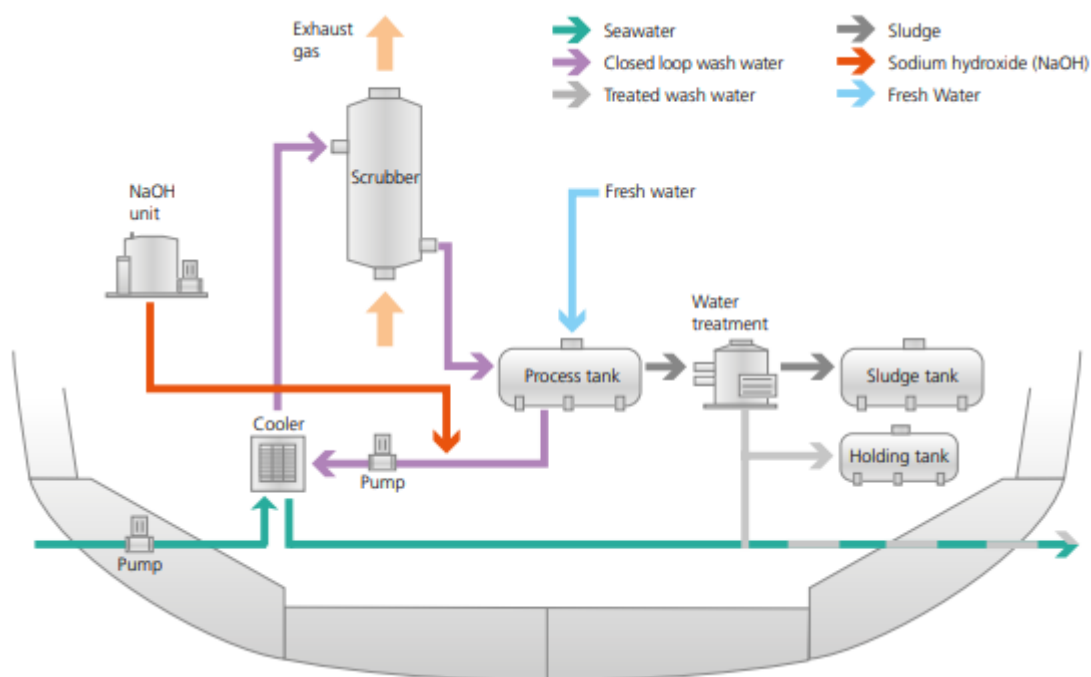 Exhaust
gas
Seawater
Closed loop wash water
Treated wash water
Sludge
Sodium hydroxide (NaOH)
Fresh Water
Scrubber
NaOH
unit
Fresh water
Water
treatment
Process tank
Sludge tank
Cooler
Holding tank
Pump
Pump